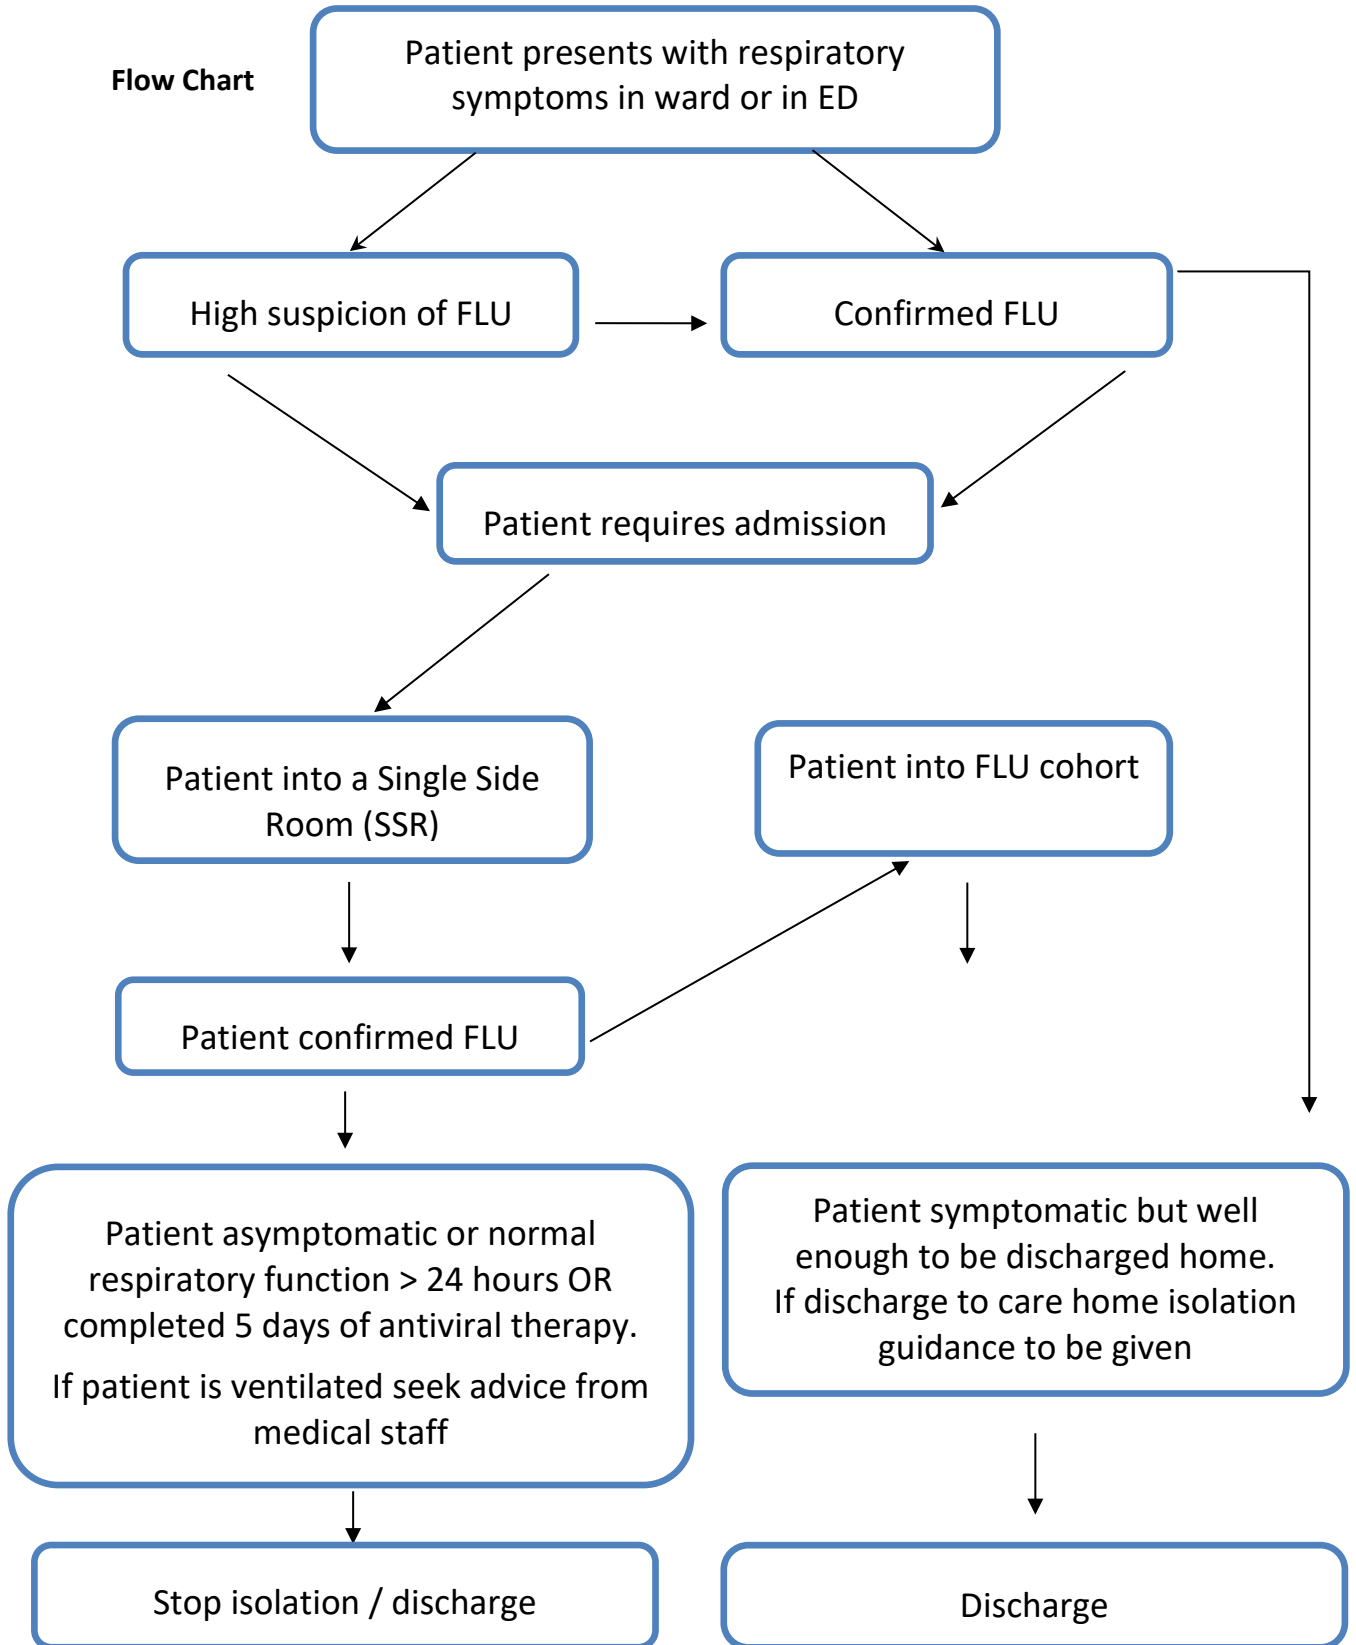 Flow Chart
Patient presents with respiratory
symptoms in ward or in ED
High suspicion of FLU
Confirmed FLU
Patient requires admission
Patient into a Single Side
Room (SSR)
Patient into FLU cohort
Patient confirmed FLU
Patient asymptomatic or normal
respiratory function > 24 hours OR
completed 5 days of antiviral therapy.
If patient is ventilated seek advice from
medical staff
Patient symptomatic but well
enough to be discharged home.
If discharge to care home isolation
guidance to be given
Stop isolation / discharge
Discharge